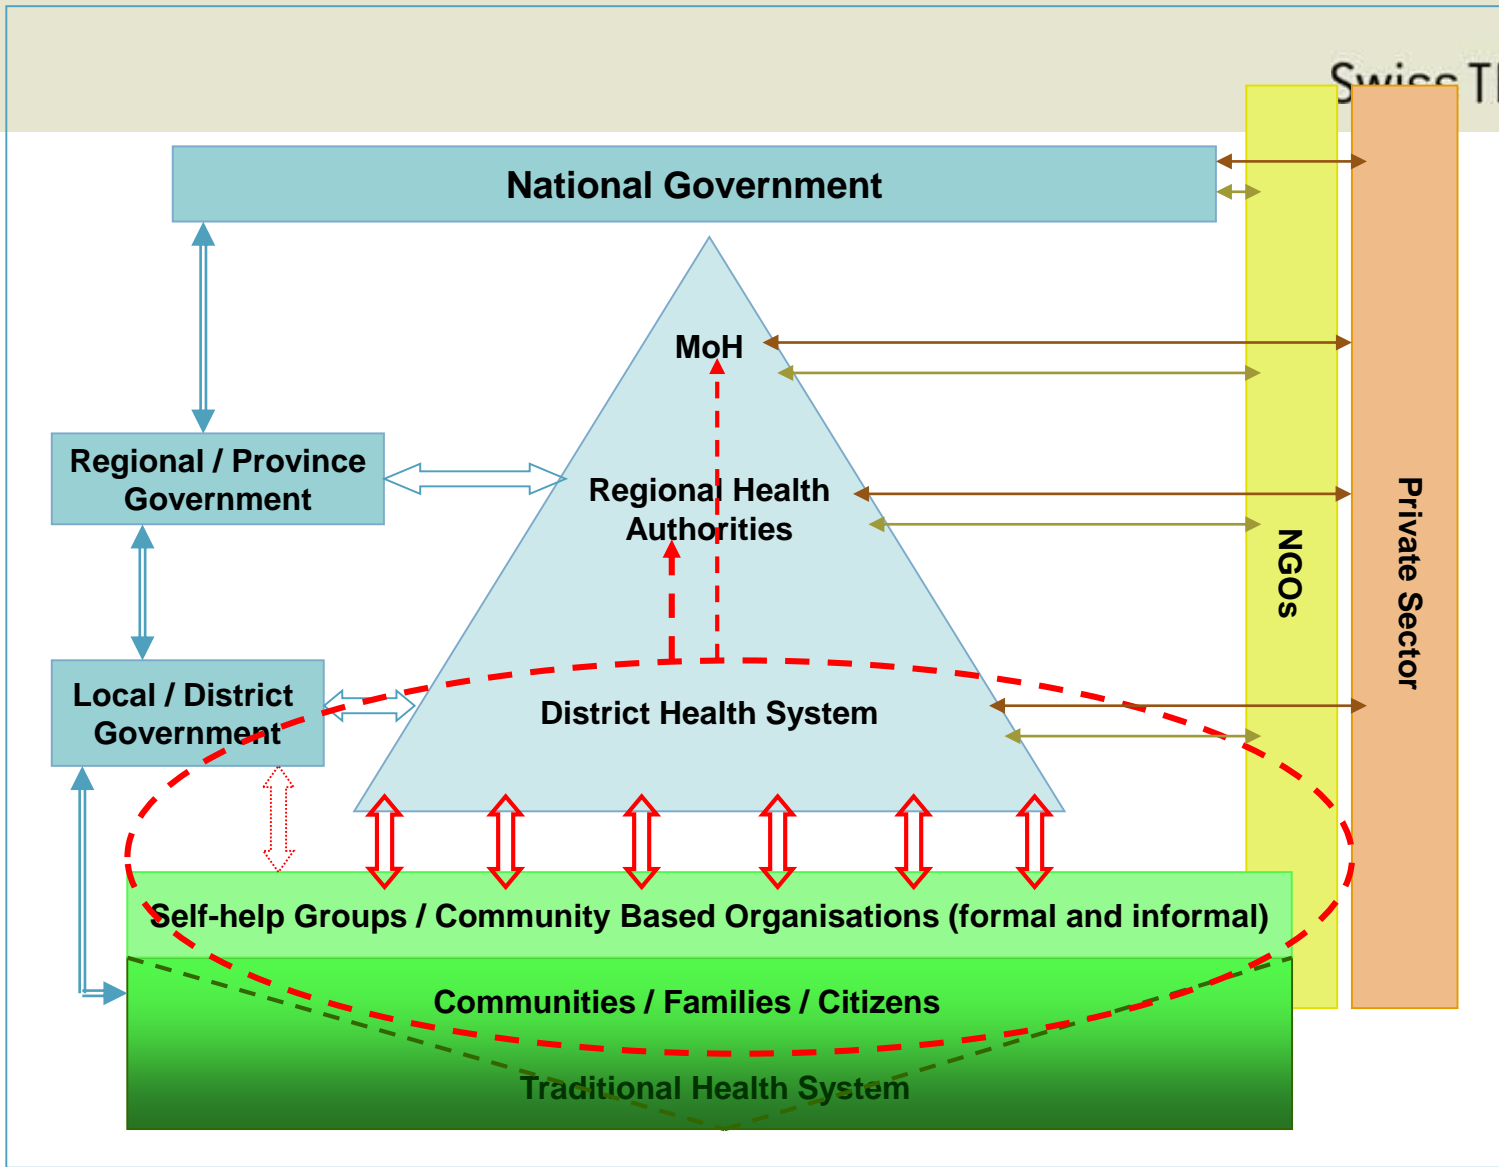 Swiss
National Government
MoH
Regional / Province
Government
Regional Health
Authorities
Local / District
Government
District Health System
NGOs
Private Sector
Self-help Groups / Community Based Organisations (formal and informal)
Communities / Families / Citizens
Traditional Health System